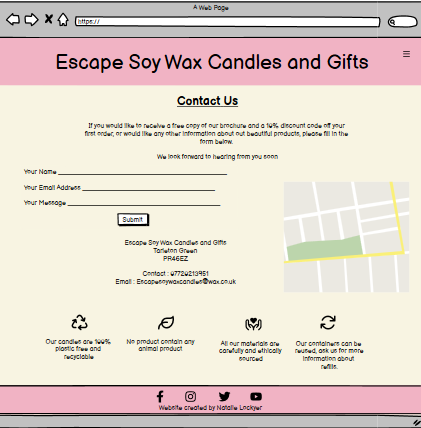 A Web Page
https://
Escape Soy Wax Candles and Gifts
Contact Us
If you would like to receive a free copy of our brochure and a 10% discount code off your
first order, or would like any other information about out beautiful products, please fill in the
form below.
We look forward to hearing from you soon
Your Name
Your Email Address
Your Message
Submit
Escape Soy Wax Candles and Gifts
Tarleton Green
PR46EZ
Contact : 07729213951
Email : Escapesoywaxcandles@wax.co.uk
Our candles are 100%
plastic free and
recyclable
No product contain any
animal product
All our materials are
carefully and ethically
sourced
Our containers can be
reused, ask us for more
information about
refills.
Website created by Natalie Lockyer